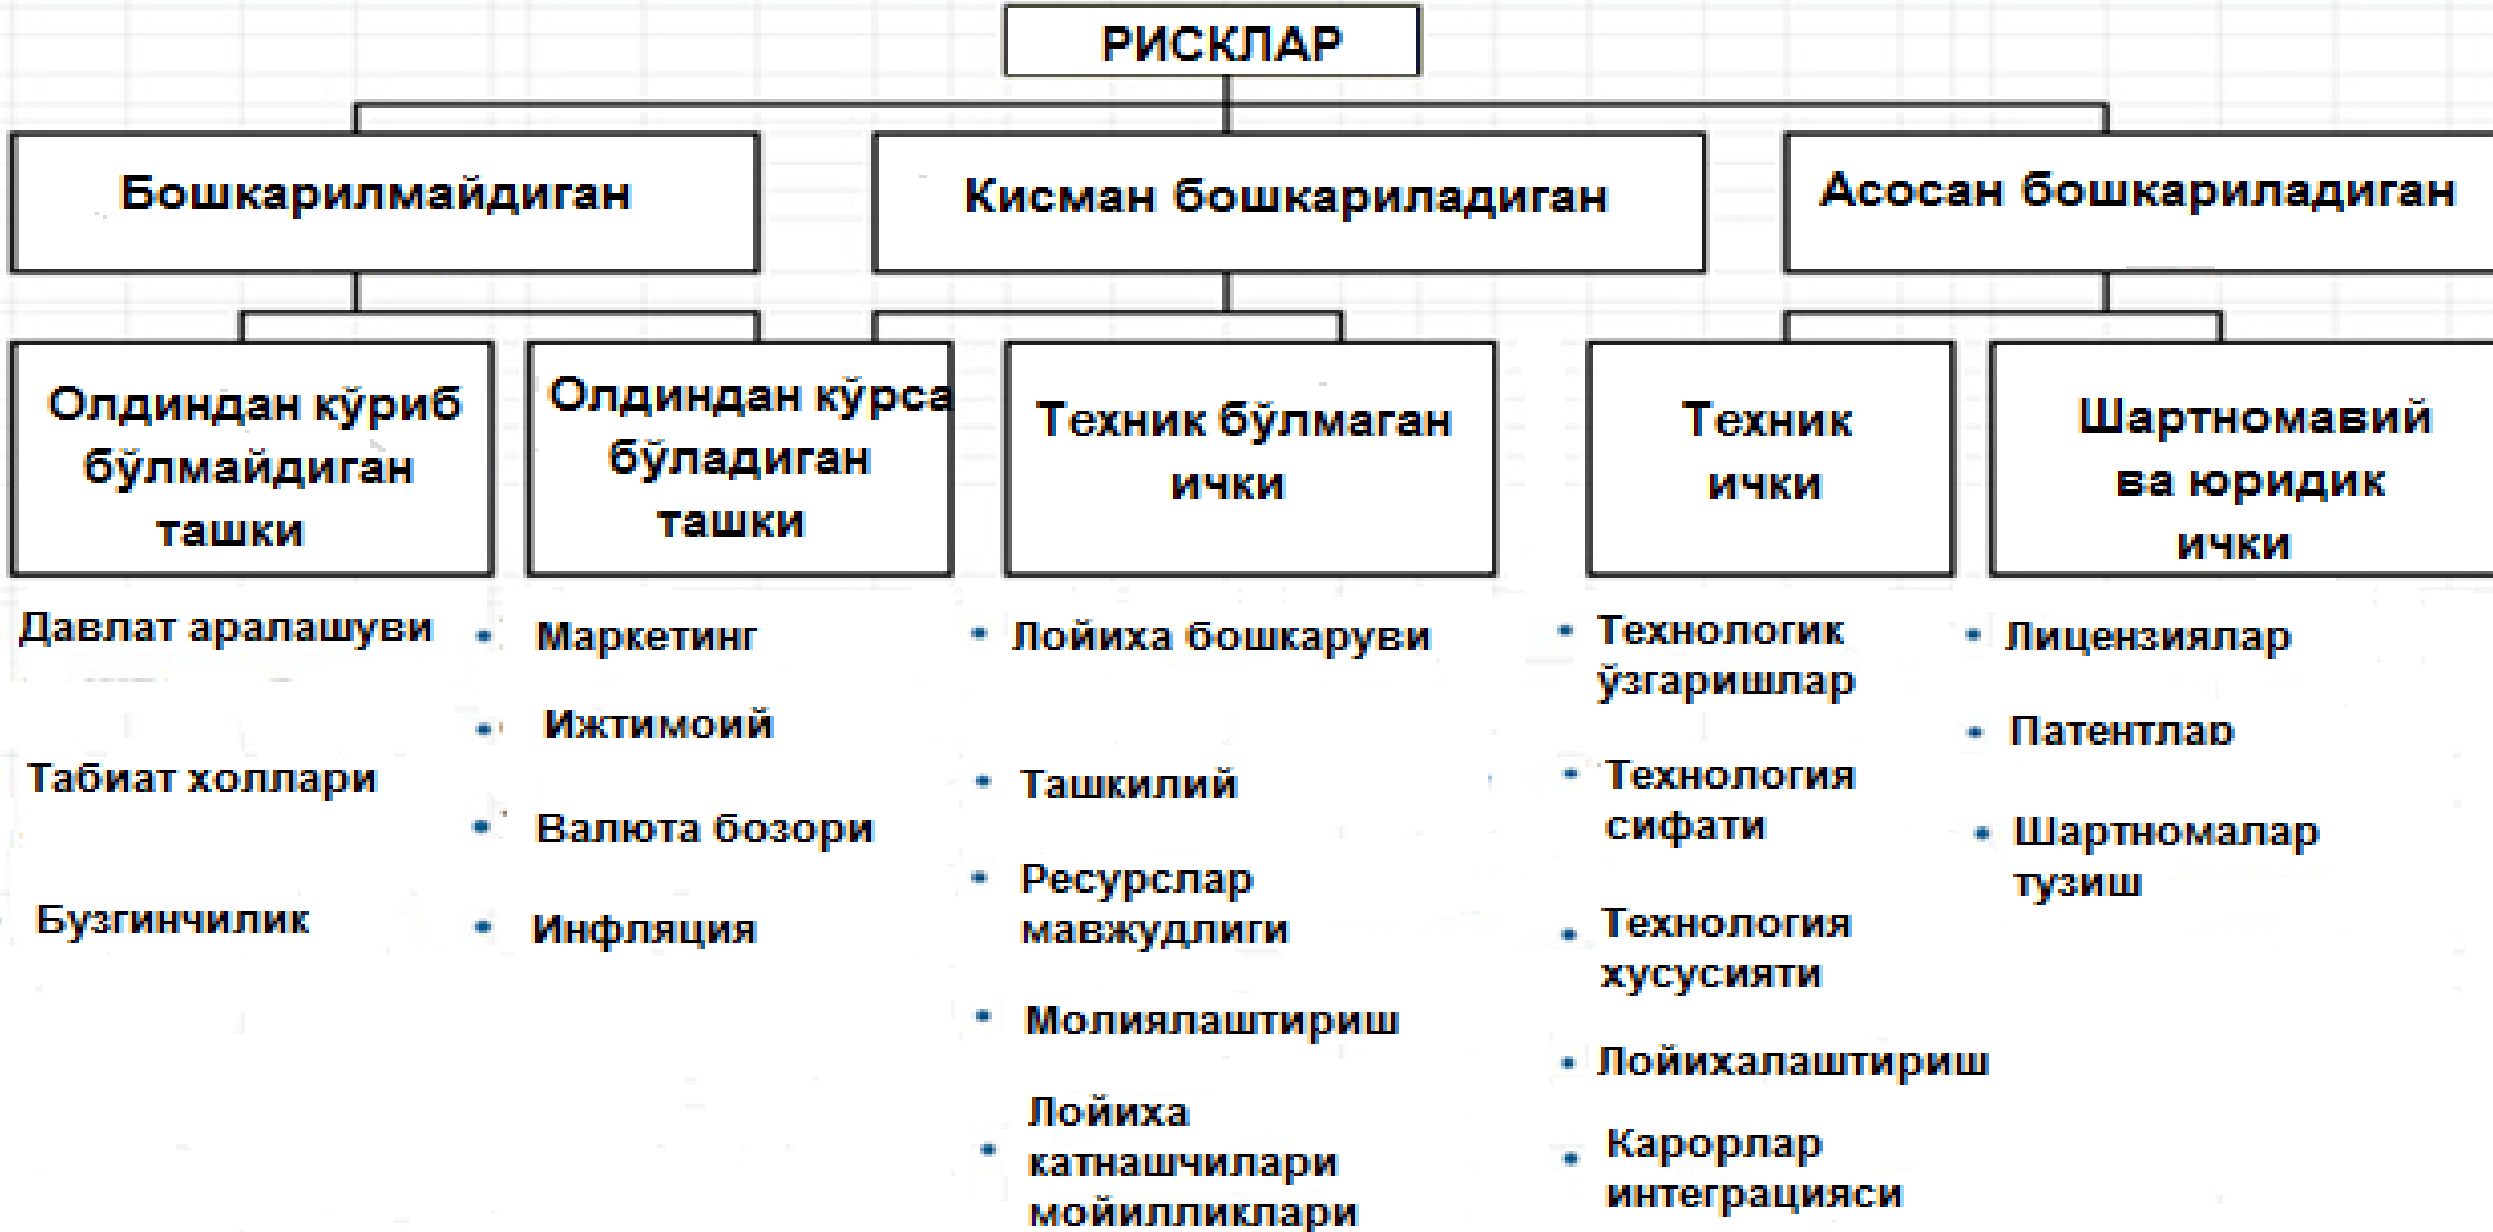 РИСКЛАР
Бошкарилмайдиган
Кисман бошкариладиган
Асосан бошкариладиган
Олдиндан кўриб
бўлмайдиган
ташки
Олдиндан кўрса
бўладиган
ташки
Техник бўлмаган
ички
Техник
ички
Шартномавий
ва юридик
ички
Давлат аралашуви
Табиат холлари
Бузгинчилик
• Маркетинг
• Ижтимоий
• Валюта бозори
• Инфляция
• Лойиха бошкаруви
• Ташкилий
• Ресурслар
мавжудлиги
• Молиялаштириш
• Лойиха
катнашчилари
мойилликлари
• Технологик
ўзгаришлар
• Технология
сифати
• Технология
хусусияти
• Лойихалаштириш
• Карорлар
интеграцияси
• Лицензиялар
• Патентлар
• Шартномалар
тузиш